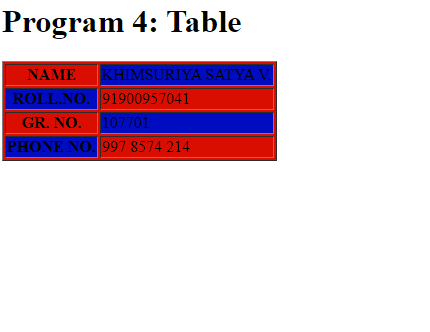 Program 4: Table
NAME KHIMSURIYA SATYA V.
ROLL.NO. 91900957041
GR. NO. 107701
PHONE NO. 997 8574 214